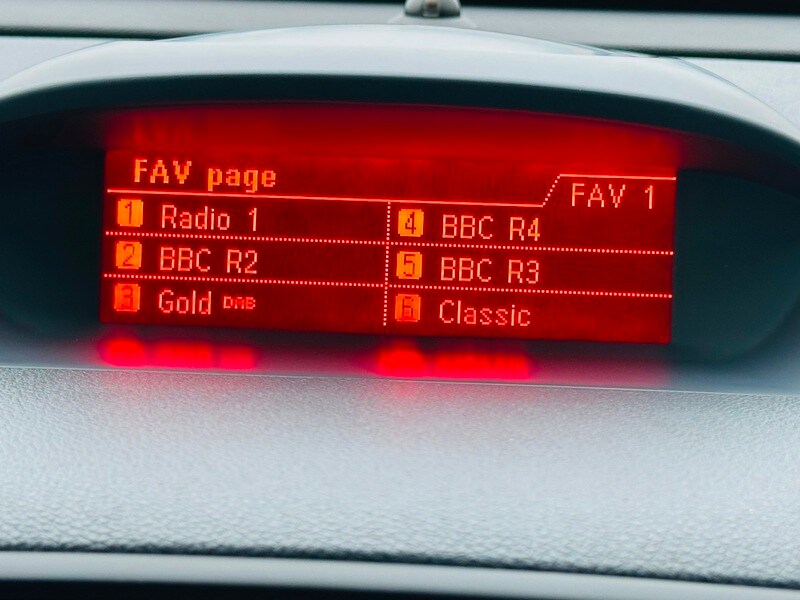 FAV page
FAV 1
1 Radio 1
2 BBC R2
3 Gold DAB
4 BBC R4
5 BBC R3
6 Classic